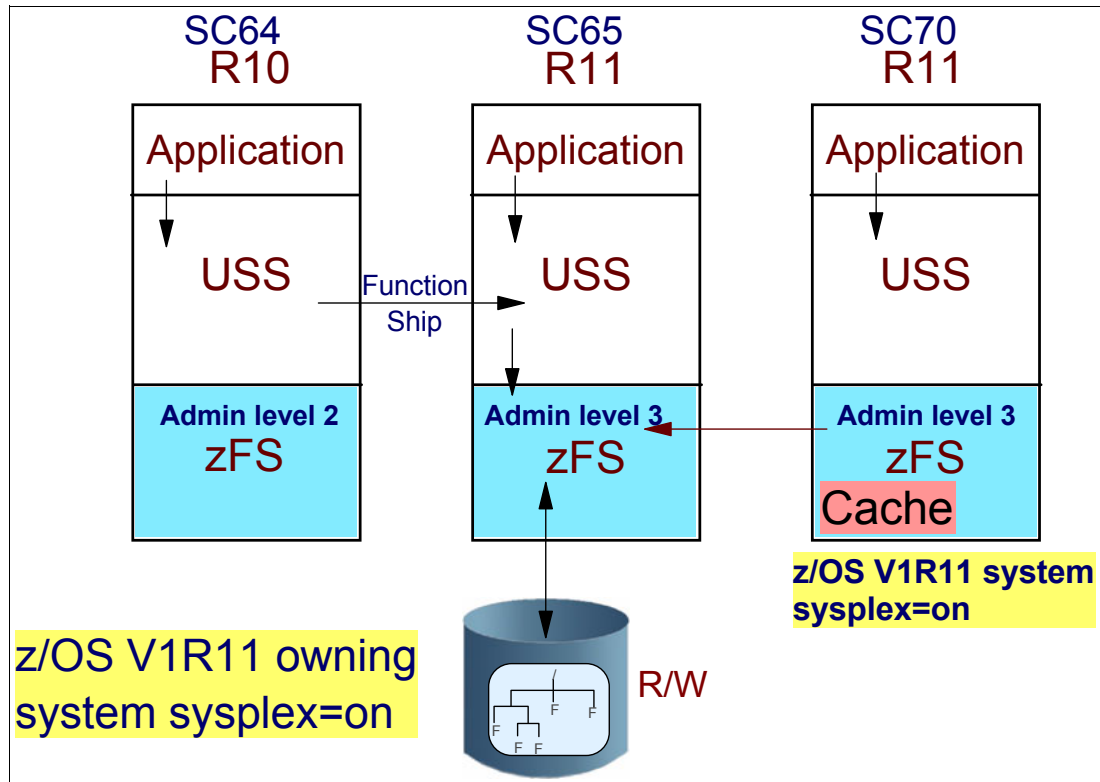 SC64
R10
SC65
R11
SC70
R11
Application
Application
Application
USS
Function
Ship
USS
USS
Admin level 2
zFS
Admin level 3
zFS
Admin level 3
zFS
Cache
z/OS V1R11 system
sysplex=on
z/OS V1R11 owning
system sysplex=on
/
F
F
F
F
F
R/W